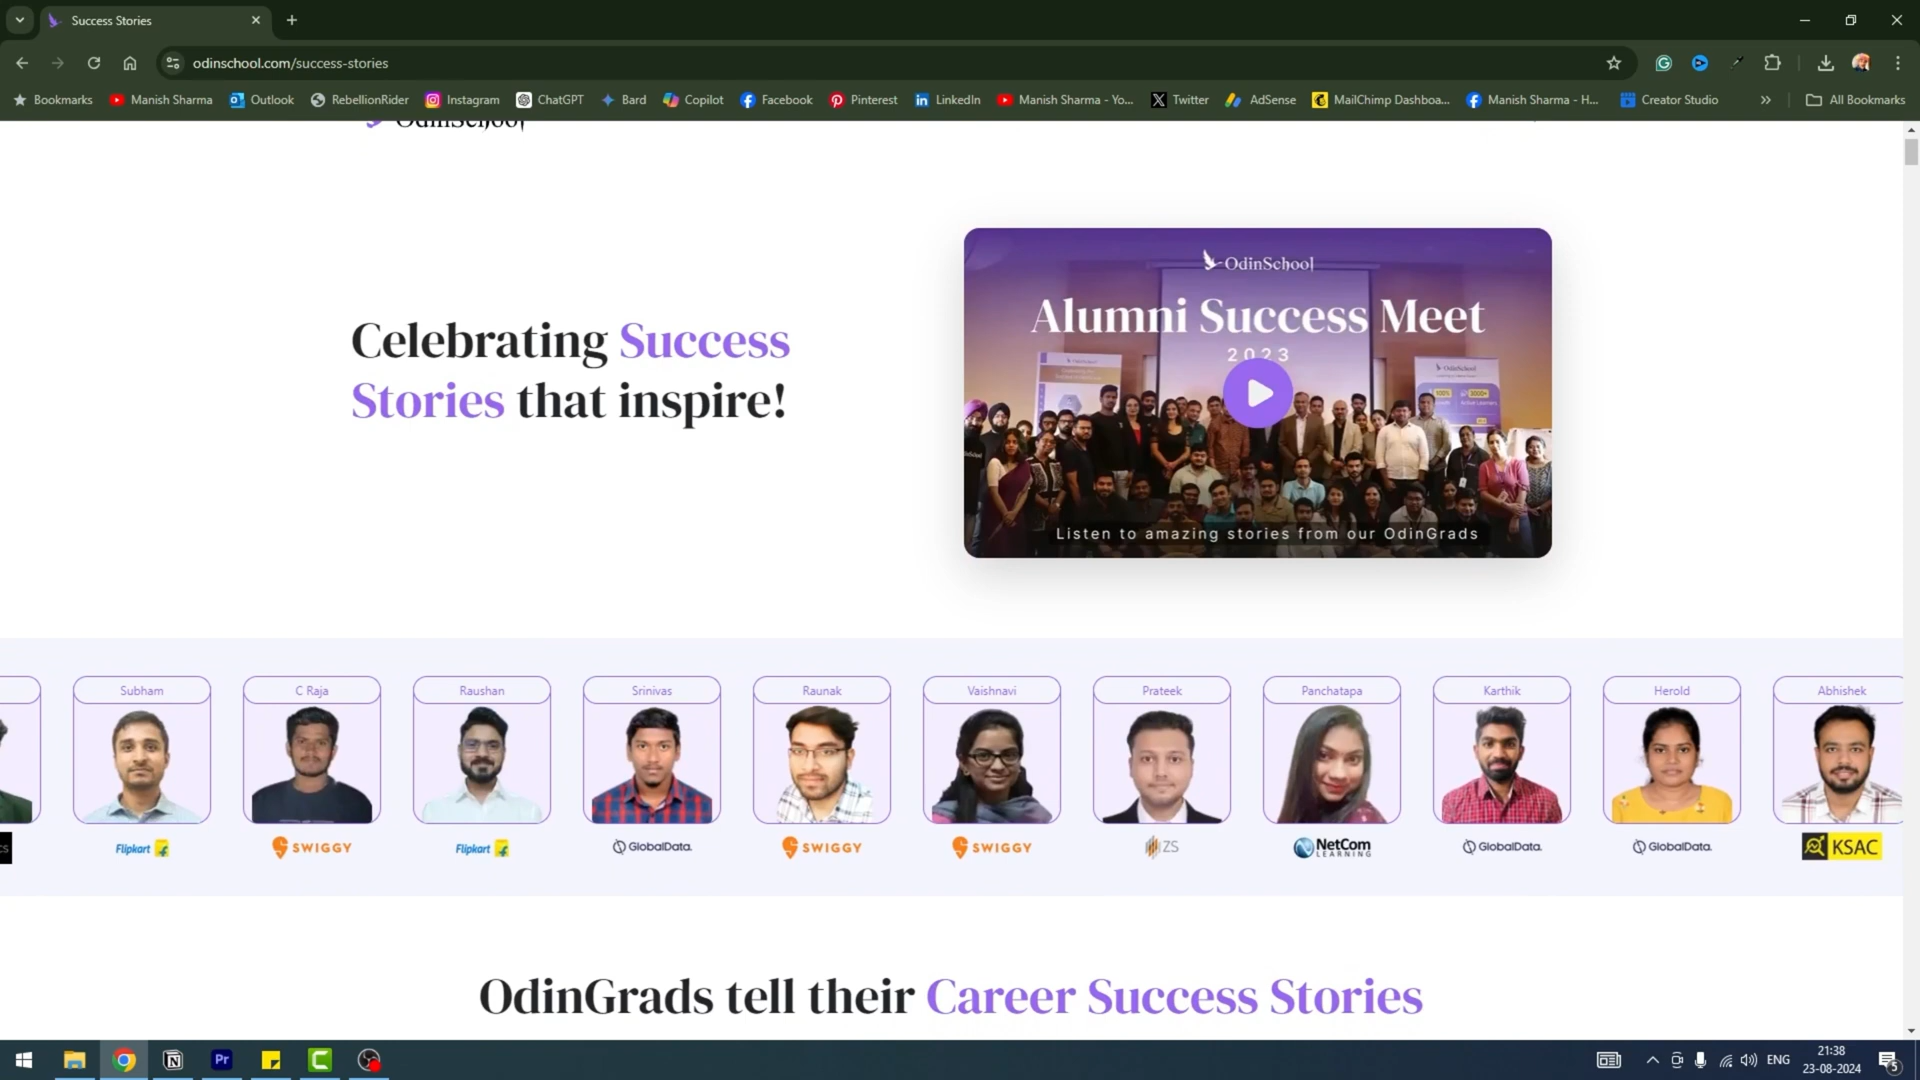 Success Stories
odinschool.com/success-stories
Bookmarks
Manish Sharma
Outlook
RebellionRider
Instagram
ChatGPT
Bard
Copilot
Facebook
Pinterest
LinkedIn
Manish Sharma - Yo...
Twitter
AdSense
MailChimp Dashboa...
Manish Sharma - H...
Creator Studio
All Bookmarks
OdinSchool
Celebrating Success
Stories that inspire!
OdinSchool
Alumni Success Meet
2023
Listen to amazing stories from our OdinGrads
Subham
C Raja
Raushan
Srinivas
Raunak
Vaishnavi
Prateek
Panchatapa
Karthik
Herold
Abhishek
Flipkart
SWIGGY
Flipkart
GlobalData.
SWIGGY
SWIGGY
ZS
NetCom
LEARNING
GlobalData.
GlobalData.
KSAC
OdinGrads tell their Career Success Stories
Pr
ENG
21:38
23-08-2024
5